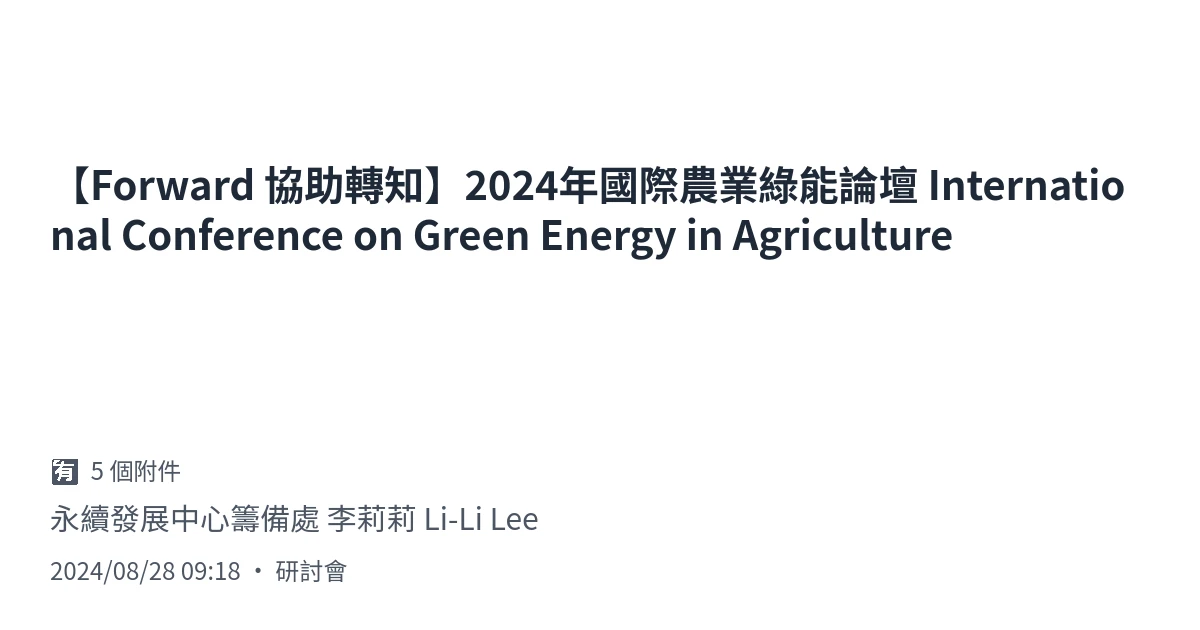 【Forward 協助轉知】2024年國際農業綠能論壇 Internatio
nal Conference on Green Energy in Agriculture
有 5 個附件
永續發展中心籌備處 李莉莉 Li-Li Lee
2024/08/28 09:18 ・ 研討會